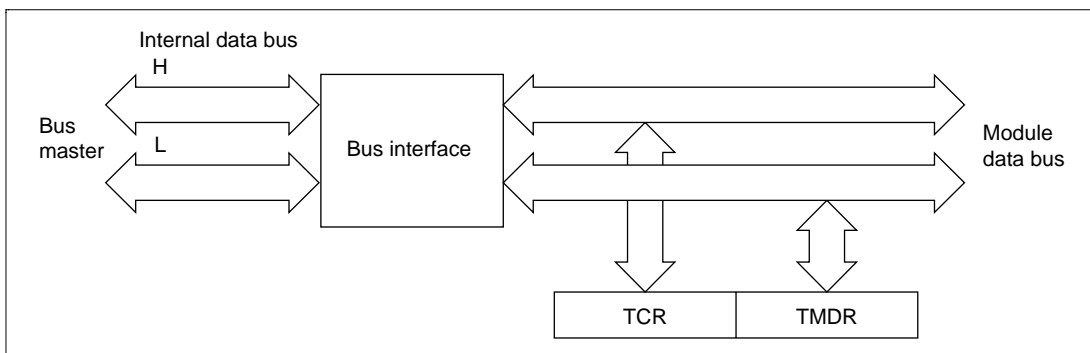 Internal data bus
H
Bus
master
L
Bus interface
Module
data bus
TCR
TMDR